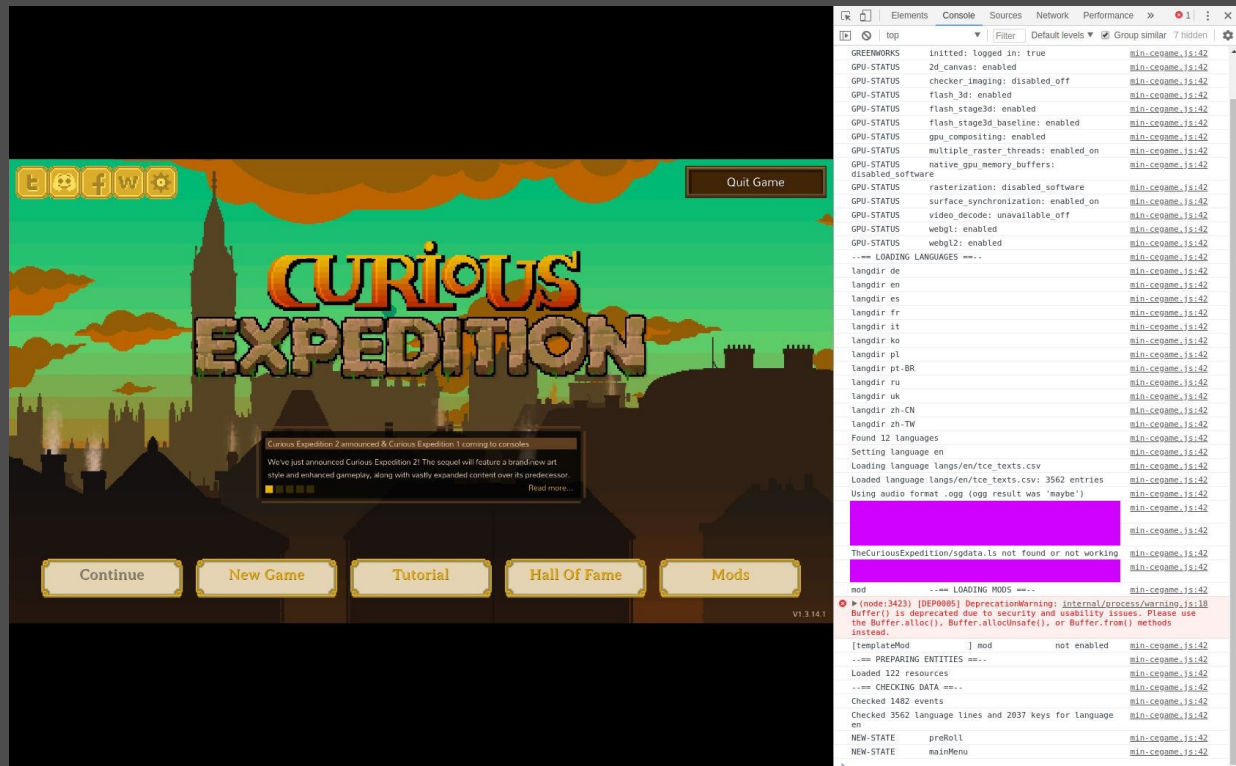 Quit Game
CURIOUS
EXPEDITION
Curious Expedition 2 announced & Curious Expedition 1 coming to consoles
We've just announced Curious Expedition 2! The sequel will feature a brand-new art
style and enhanced gameplay, along with vastly expanded content over its predecessor.
Read more...
Continue New Game Tutorial Hall Of Fame Mods
V1.3.14.1
Elements Console Sources Network Performance » 1
top Filter Default levels ▼ Group similar 7 hidden
GREENWORKS initted: logged in: true min-cegame.js:42
GPU-STATUS 2d_canvas: enabled min-cegame.js:42
GPU-STATUS checker_imaging: disabled_off min-cegame.js:42
GPU-STATUS flash_3d: enabled min-cegame.js:42
GPU-STATUS flash_stage3d: enabled min-cegame.js:42
GPU-STATUS flash_stage3d_baseline: enabled min-cegame.js:42
GPU-STATUS gpu_compositing: enabled min-cegame.js:42
GPU-STATUS multiple_raster_threads: enabled_on min-cegame.js:42
GPU-STATUS native_gpu_memory_buffers: min-cegame.js:42
disabled_software
GPU-STATUS rasterization: disabled_software min-cegame.js:42
GPU-STATUS surface_synchronization: enabled_on min-cegame.js:42
GPU-STATUS video_decode: unavailable_off min-cegame.js:42
GPU-STATUS webgl: enabled min-cegame.js:42
GPU-STATUS webgl2: enabled min-cegame.js:42
--== LOADING LANGUAGES ==-- min-cegame.js:42
langdir de min-cegame.js:42
langdir en min-cegame.js:42
langdir es min-cegame.js:42
langdir fr min-cegame.js:42
langdir it min-cegame.js:42
langdir ko min-cegame.js:42
langdir pl min-cegame.js:42
langdir pt-BR min-cegame.js:42
langdir ru min-cegame.js:42
langdir uk min-cegame.js:42
langdir zh-CN min-cegame.js:42
langdir zh-TW min-cegame.js:42
Found 12 languages min-cegame.js:42
Setting language en min-cegame.js:42
Loading language langs/en/tce_texts.csv min-cegame.js:42
Loaded language langs/en/tce_texts.csv: 3562 entries min-cegame.js:42
Using audio format .ogg (ogg result was 'maybe') min-cegame.js:42
min-cegame.js:42
min-cegame.js:42
TheCuriousExpedition/sgdata.ls not found or not working min-cegame.js:42
min-cegame.js:42
mod --== LOADING MODS ==-- min-cegame.js:42
(node:3423) [DEP0005] DeprecationWarning: internal/process/warning.js:18
Buffer() is deprecated due to security and usability issues. Please use
the Buffer.alloc(), Buffer.allocUnsafe(), or Buffer.from() methods
instead.
[templateMod ] mod not enabled min-cegame.js:42
--== PREPARING ENTITIES ==-- min-cegame.js:42
Loaded 122 resources min-cegame.js:42
--== CHECKING DATA ==-- min-cegame.js:42
Checked 1482 events min-cegame.js:42
Checked 3562 language lines and 2037 keys for language min-cegame.js:42
en
NEW-STATE preRoll min-cegame.js:42
NEW-STATE mainMenu min-cegame.js:42